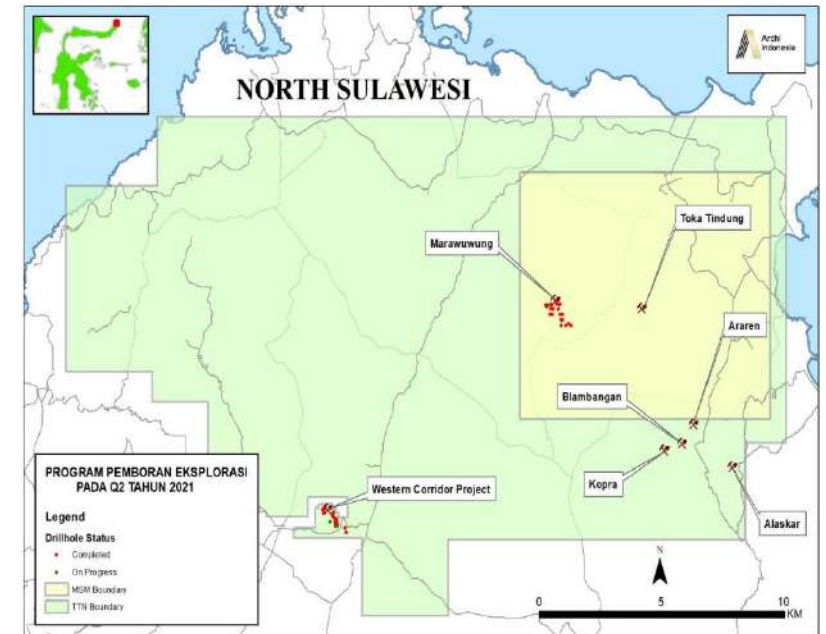 Archi
Indonesia
NORTH SULAWESI
Toka Tindung
Marawuwung
Araren
Blambangan
Kopra
Alaskar
Western Corridor Project
PROGRAM PEMBORAN EKSPLORASI
PADA Q2 TAHUN 2021
Legend
Drillhole Status
Completed
On Progress
MSM Boundary
TTN Boundary
N
0 5 10
KM